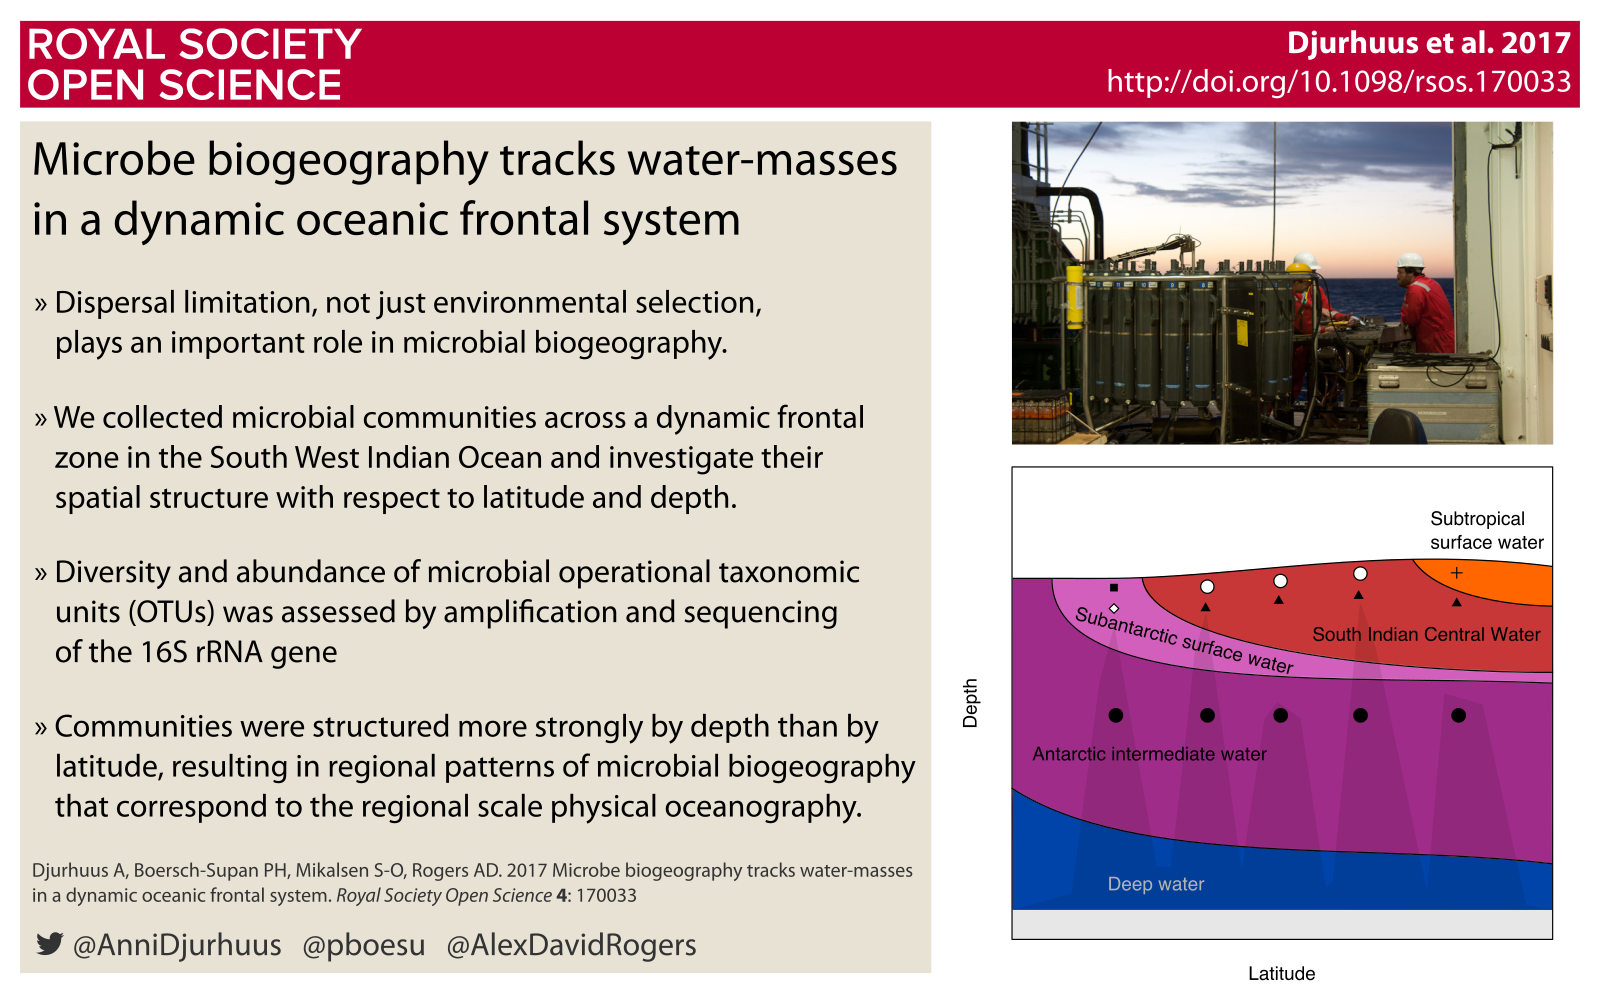 ROYAL SOCIETY
OPEN SCIENCE
Djurhuus et al. 2017
http://doi.org/10.1098/rsos.170033
Microbe biogeography tracks water-masses
in a dynamic oceanic frontal system
» Dispersal limitation, not just environmental selection,
plays an important role in microbial biogeography.
» We collected microbial communities across a dynamic frontal
zone in the South West Indian Ocean and investigate their
spatial structure with respect to latitude and depth.
» Diversity and abundance of microbial operational taxonomic
units (OTUs) was assessed by amplification and sequencing
of the 16S rRNA gene
» Communities were structured more strongly by depth than by
latitude, resulting in regional patterns of microbial biogeography
that correspond to the regional scale physical oceanography.
Djurhuus A, Boersch-Supan PH, Mikalsen S-O, Rogers AD. 2017 Microbe biogeography tracks water-masses
in a dynamic oceanic frontal system. Royal Society Open Science 4: 170033
@AnniDjurhuus @pboesu @AlexDavidRogers
Subtropical
surface water
South Indian Central Water
Subantarctic surface water
Antarctic intermediate water
Deep water
Depth
Latitude